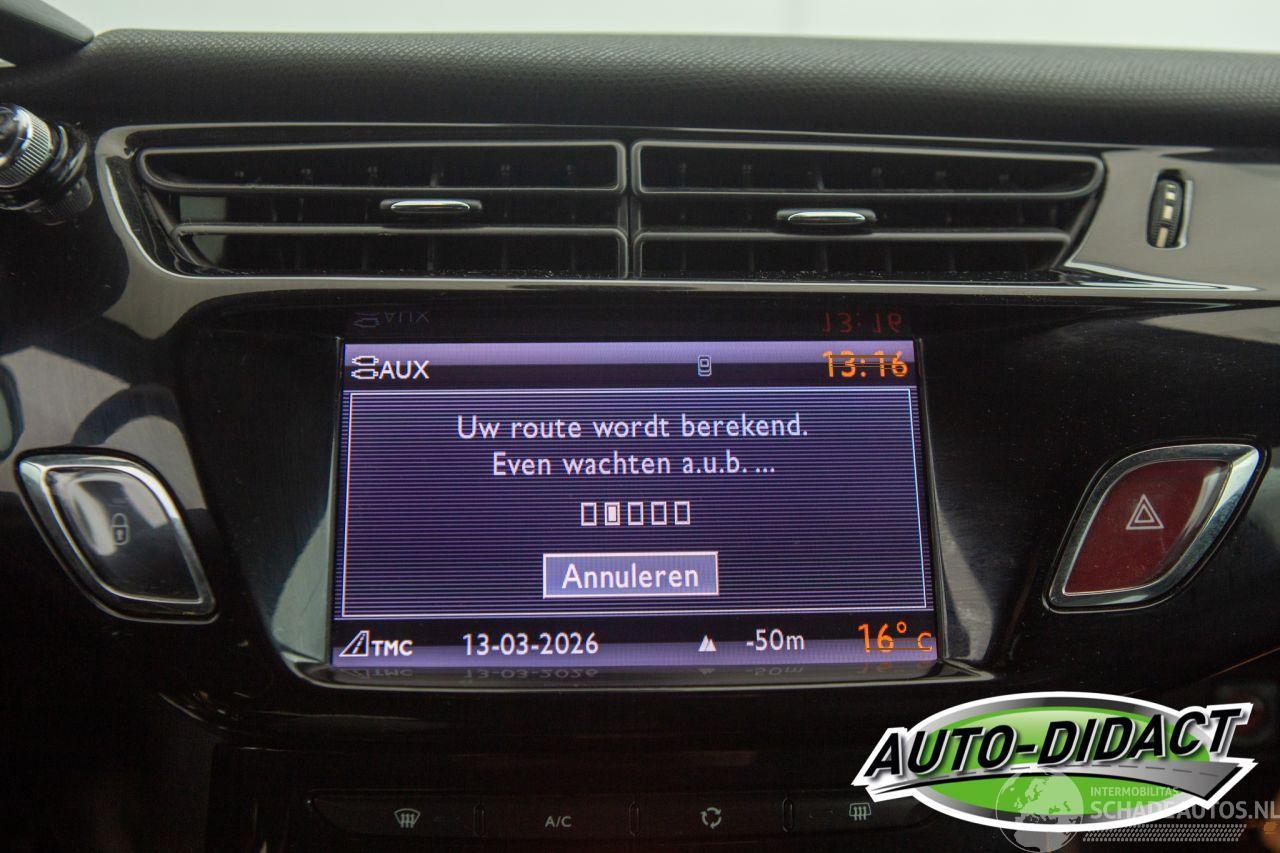 AUX 13:16
Uw route wordt berekend.
Even wachten a.u.b. ...
Annuleren
TMC 13-03-2026 -50m 16° c
A/C
AUTO-DIDACT
INTERMOBILITAS
SCHADEAUTOS.NL